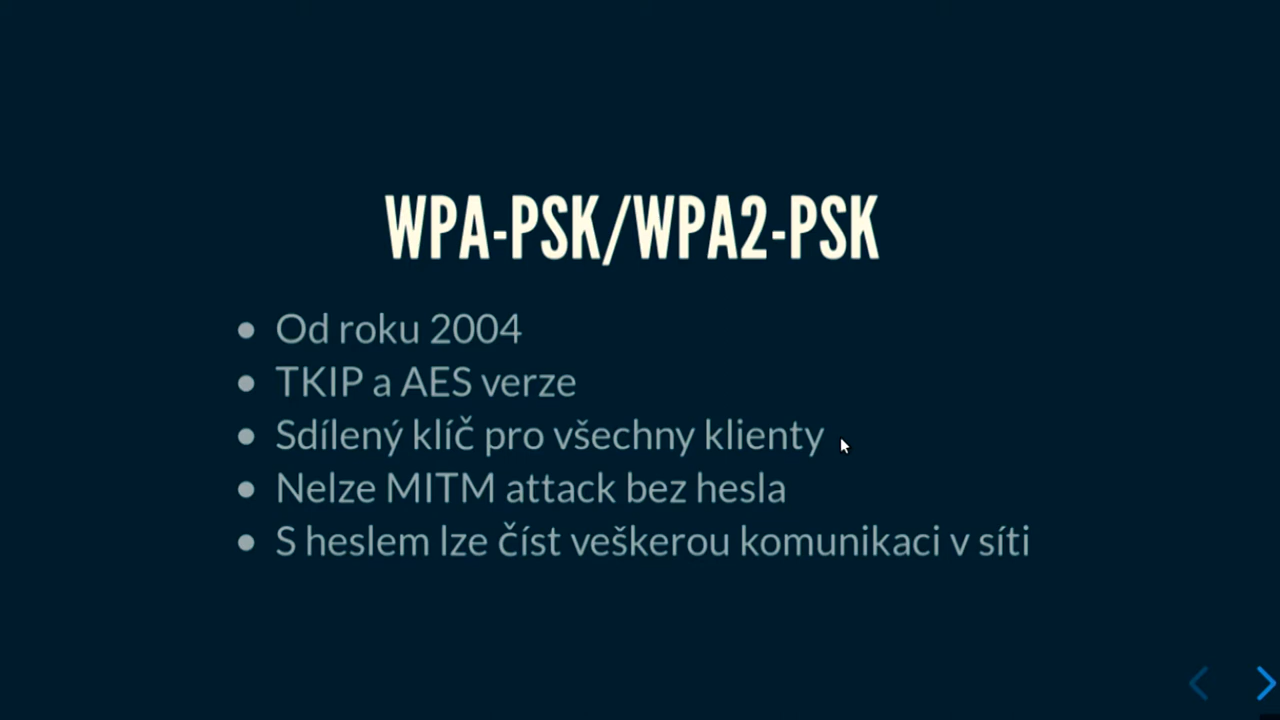 WPA-PSK/WPA2-PSK
Od roku 2004
TKIP a AES verze
Sdílený klíč pro všechny klienty
Nelze MITM attack bez hesla
S heslem lze číst veškerou komunikaci v síti